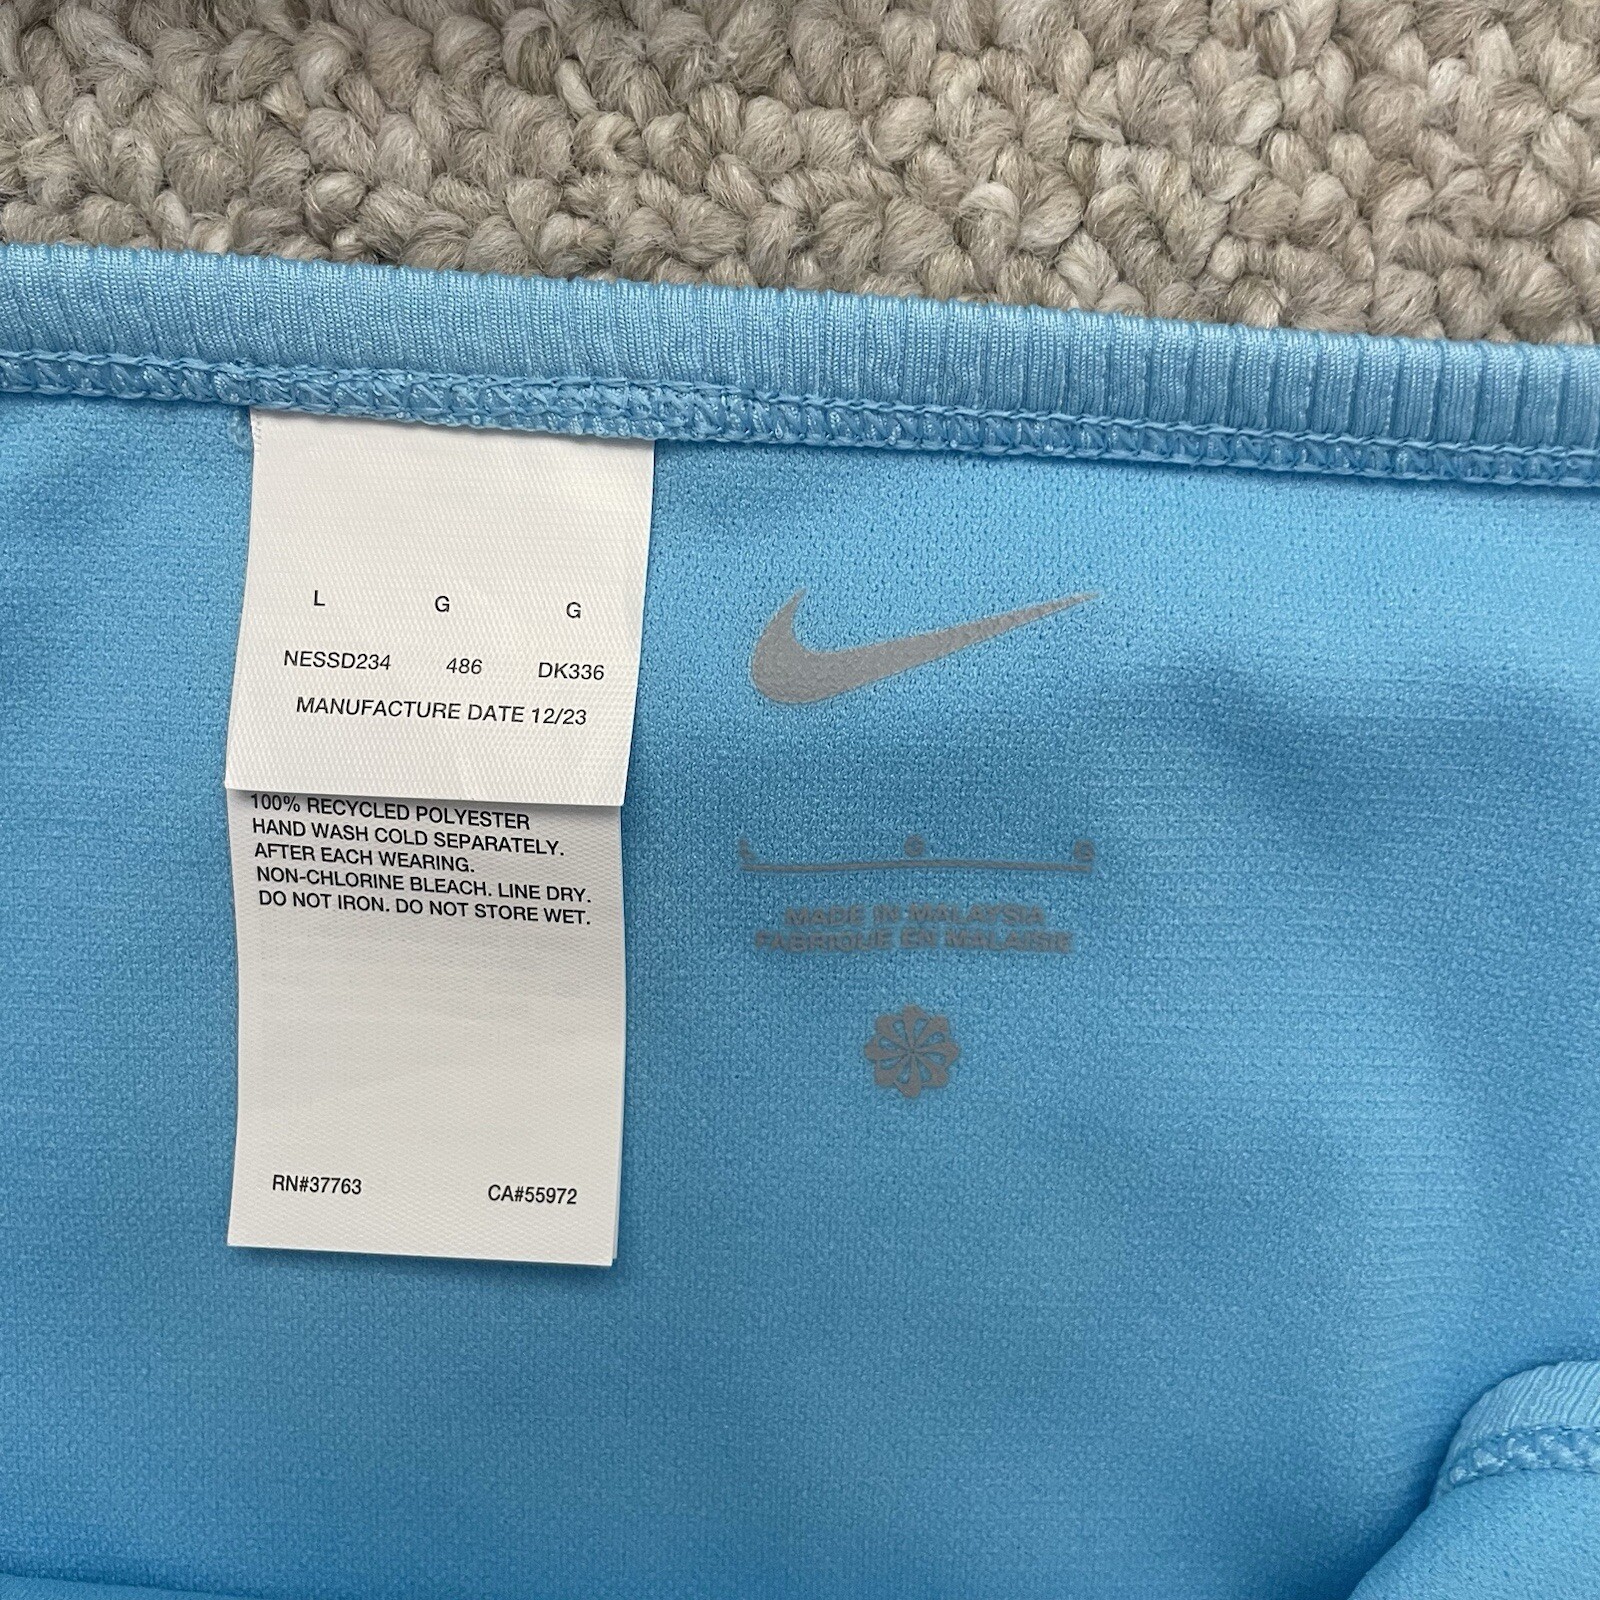 L G G
NESSD234 486 DK336
MANUFACTURE DATE 12/23
100% RECYCLED POLYESTER
HAND WASH COLD SEPARATELY.
AFTER EACH WEARING.
NON-CHLORINE BLEACH. LINE DRY.
DO NOT IRON. DO NOT STORE WET.
RN#37763 CA#55972
L G G
MADE IN MALAYSIA
FABRIQUE EN MALAISIE